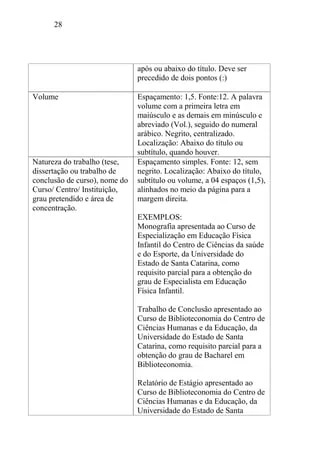 28
após ou abaixo do título. Deve ser
precedido de dois pontos (:)
Volume
Espaçamento: 1,5. Fonte:12. A palavra
volume com a primeira letra em
maiúsculo e as demais em minúsculo e
abreviado (Vol.), seguido do numeral
arábico. Negrito, centralizado.
Localização: Abaixo do título ou
subtítulo, quando houver.
Natureza do trabalho (tese,
dissertação ou trabalho de
conclusão de curso), nome do
Curso/ Centro/ Instituição,
grau pretendido e área de
concentração.
Espaçamento simples. Fonte: 12, sem
negrito. Localização: Abaixo do título,
subtítulo ou volume, a 04 espaços (1,5),
alinhados no meio da página para a
margem direita.
EXEMPLOS:
Monografia apresentada ao Curso de
Especialização em Educação Física
Infantil do Centro de Ciências da saúde
e do Esporte, da Universidade do
Estado de Santa Catarina, como
requisito parcial para a obtenção do
grau de Especialista em Educação
Física Infantil.
Trabalho de Conclusão apresentado ao
Curso de Biblioteconomia do Centro de
Ciências Humanas e da Educação, da
Universidade do Estado de Santa
Catarina, como requisito parcial para a
obtenção do grau de Bacharel em
Biblioteconomia.
Relatório de Estágio apresentado ao
Curso de Biblioteconomia do Centro de
Ciências Humanas e da Educação, da
Universidade do Estado de Santa